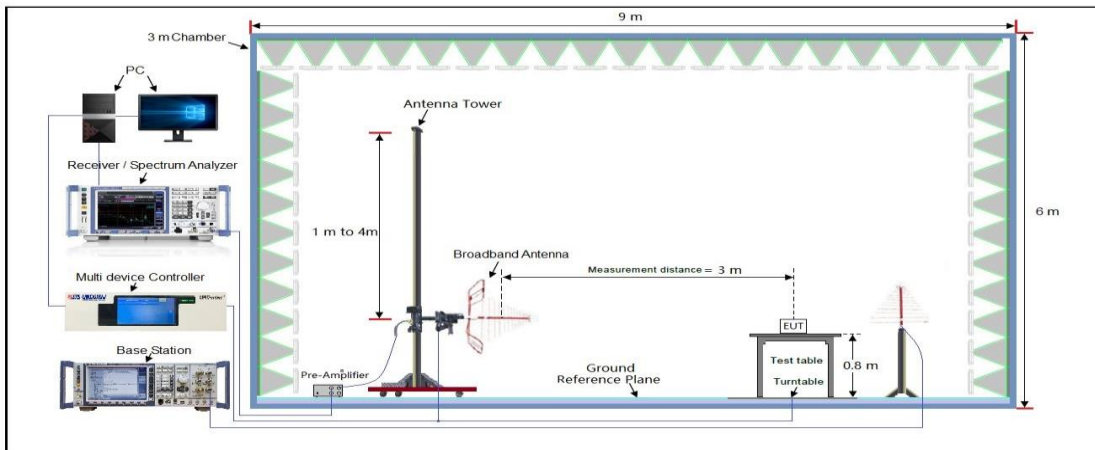 9 m
3 m Chamber
PC
Antenna Tower
Receiver / Spectrum Analyzer
1 m to 4m
6 m
Broadband Antenna
Measurement distance = 3 m
Multi device Controller
EUT
Base Station
Test table
0.8 m
Pre-Amplifier
Ground
Reference Plane
Turntable